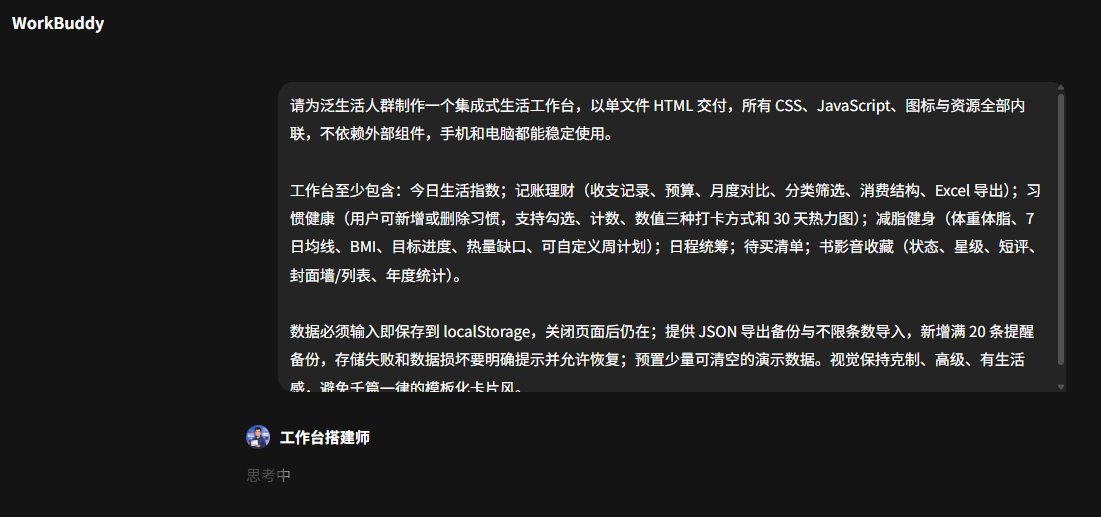 WorkBuddy
请为泛生活人群制作一个集成式生活工作台，以单文件 HTML 交付，所有 CSS、JavaScript、图标与资源全部内
联，不依赖外部组件，手机和电脑都能稳定使用。
工作台至少包含：今日生活指数；记账理财（收支记录、预算、月度对比、分类筛选、消费结构、Excel 导出）；习
惯健康（用户可新增或删除习惯，支持勾选、计数、数值三种打卡方式和 30 天热力图）；减脂健身（体重体脂、7
日均线、BMI、目标进度、热量缺口、可自定义周计划）；日程统筹；待买清单；书影音收藏（状态、星级、短评、
封面墙/列表、年度统计）。
数据必须输入即保存到 localStorage，关闭页面后仍在；提供 JSON 导出备份与不限条数导入，新增满 20 条提醒
备份，存储失败和数据损坏要明确提示并允许恢复；预置少量可清空的演示数据。视觉保持克制、高级、有生活
感，避免千篇一律的模板化卡片风。
工作台搭建师
思考中